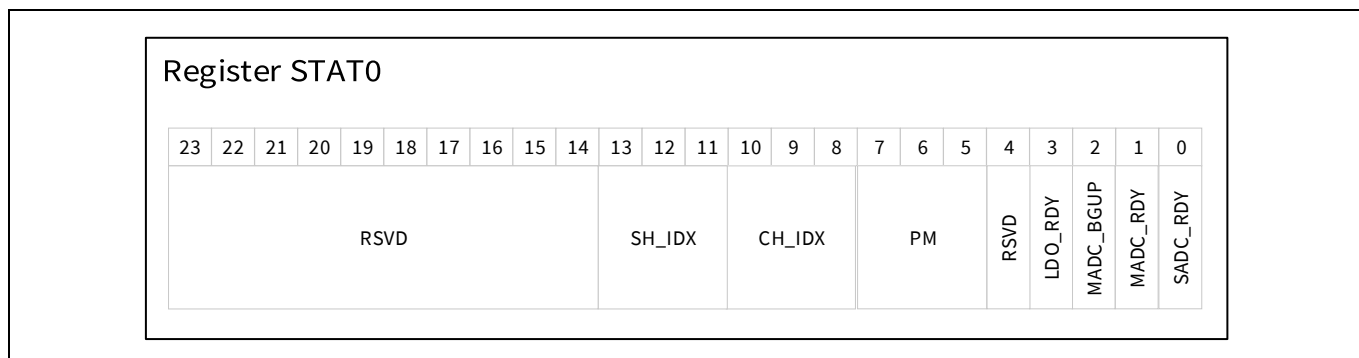 Register STAT0
23 22 21 20 19 18 17 16 15 14 13 12 11 10 9 8 7 6 5 4 3 2 1 0
RSVD SH_IDX CH_IDX PM RSVD LDO_RDY MADC_BGUP MADC_RDY SADC_RDY